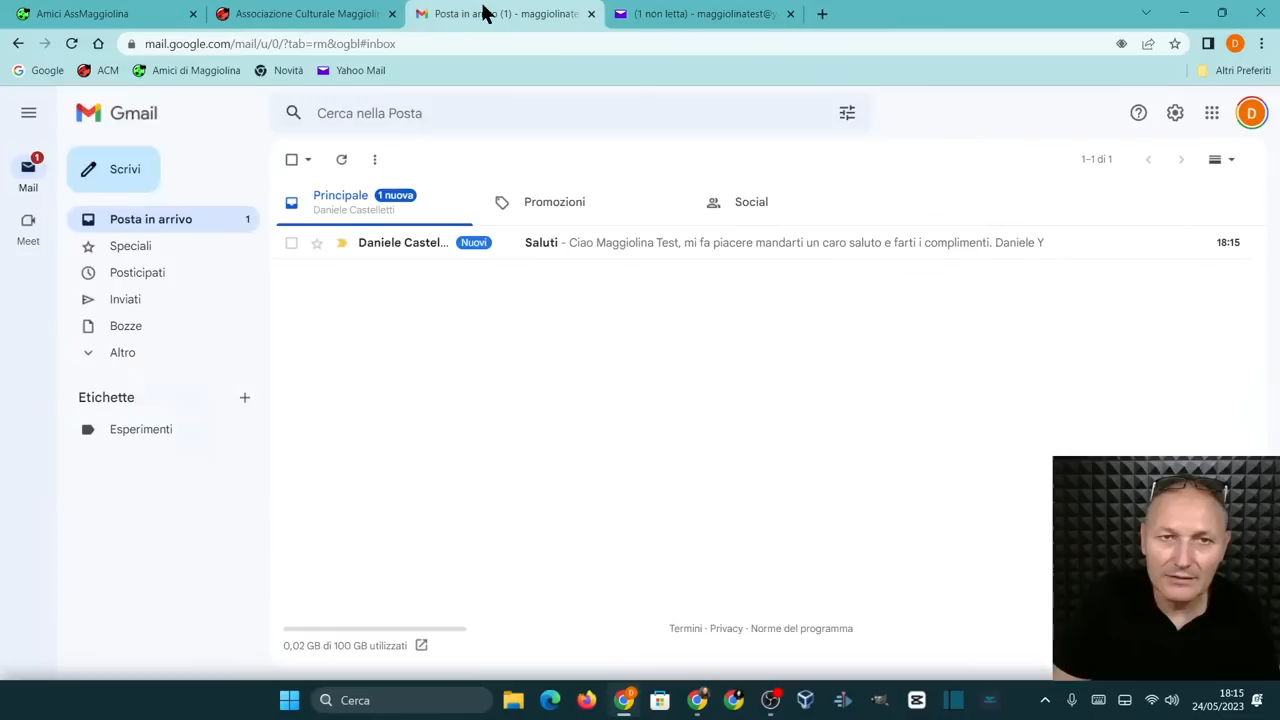 Amici AssMaggiolina
Associazione Culturale Maggioli
Posta in arrivo (1) - maggiolinate
(1 non letta) - maggiolinatest@y
mail.google.com/mail/u/0/?tab=rm&ogbl#inbox
D
Google
ACM
Amici di Maggiolina
Novità
Yahoo Mail
Altri Preferiti
Gmail
Cerca nella Posta
D
1
Mail
Meet
Scrivi
Posta in arrivo 1
Speciali
Posticipati
Inviati
Bozze
Altro
Etichette
Esperimenti
1–1 di 1
Principale 1 nuova
Daniele Castelletti
Promozioni
Social
Daniele Castel... Nuovi Saluti - Ciao Maggiolina Test, mi fa piacere mandarti un caro saluto e farti i complimenti. Daniele Y 18:15
0,02 GB di 100 GB utilizzati
Termini · Privacy · Norme del programma
Cerca
18:15
24/05/2023